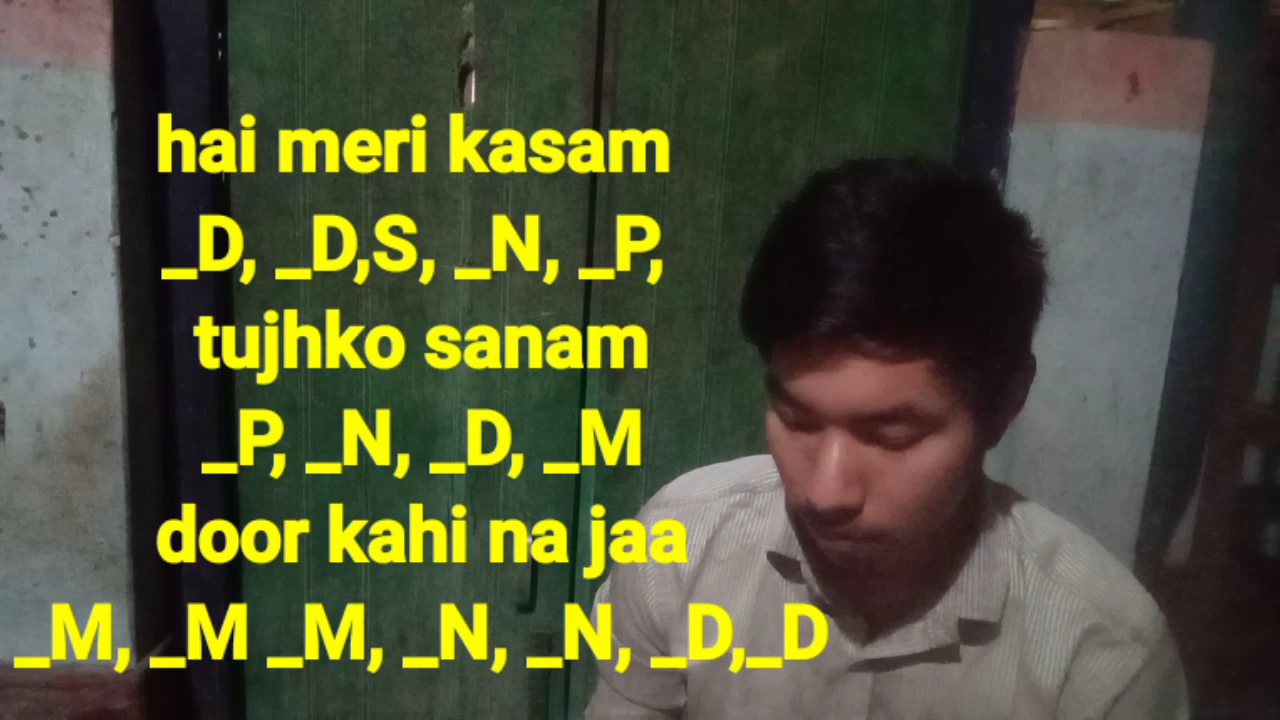 hai meri kasam
_D, _D,S, _N, _P,
tujhko sanam
_P, _N, _D, _M
door kahi na jaa
_M, _M _M, _N, _N, _D,_D